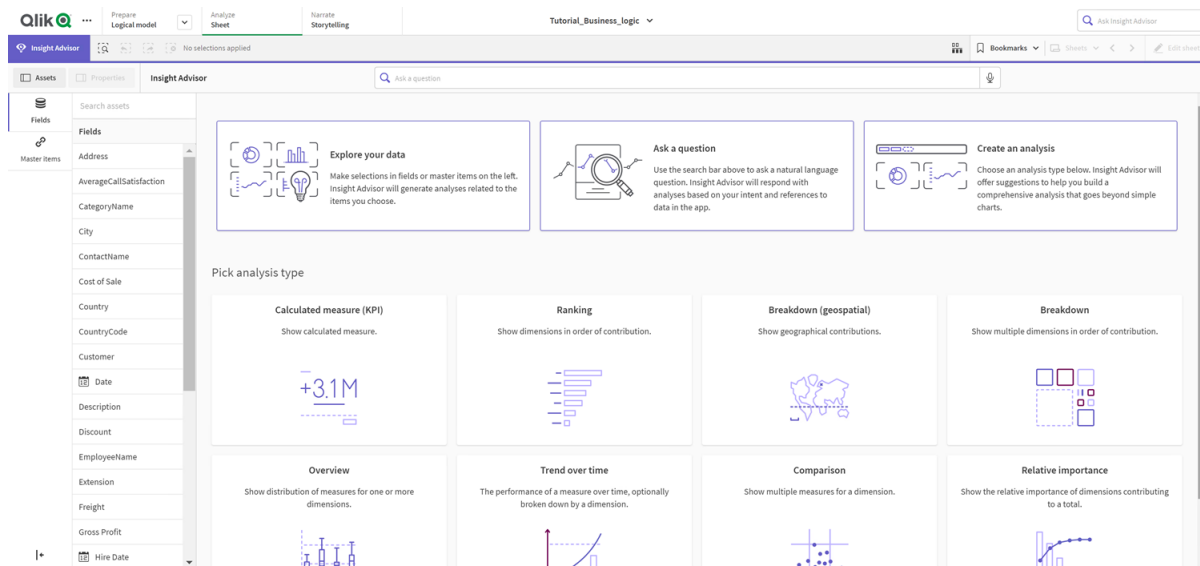 Qlik
Prepare
Logical model
Analyze
Sheet
Narrate
Storytelling
Tutorial_Business_logic
Ask Insight Advisor
Insight Advisor
No selections applied
Bookmarks
Sheets
Edit sheet
Assets
Properties
Insight Advisor
Ask a question
Fields
Master items
Search assets
Fields
Address
AverageCallSatisfaction
CategoryName
City
ContactName
Cost of Sale
Country
CountryCode
Customer
Date
Description
Discount
EmployeeName
Extension
Freight
Gross Profit
Hire Date
Explore your data
Make selections in fields or master items on the left.
Insight Advisor will generate analyses related to the
items you choose.
Ask a question
Use the search bar above to ask a natural language
question. Insight Advisor will respond with
analyses based on your intent and references to
data in the app.
Create an analysis
Choose an analysis type below. Insight Advisor will
offer suggestions to help you build a
comprehensive analysis that goes beyond simple
charts.
Pick analysis type
Calculated measure (KPI)
Show calculated measure.
+3.1M
Ranking
Show dimensions in order of contribution.
Breakdown (geospatial)
Show geographical contributions.
Breakdown
Show multiple dimensions in order of contribution.
Overview
Show distribution of measures for one or more
dimensions.
Trend over time
The performance of a measure over time, optionally
broken down by a dimension.
Comparison
Show multiple measures for a dimension.
Relative importance
Show the relative importance of dimensions contributing
to a total.